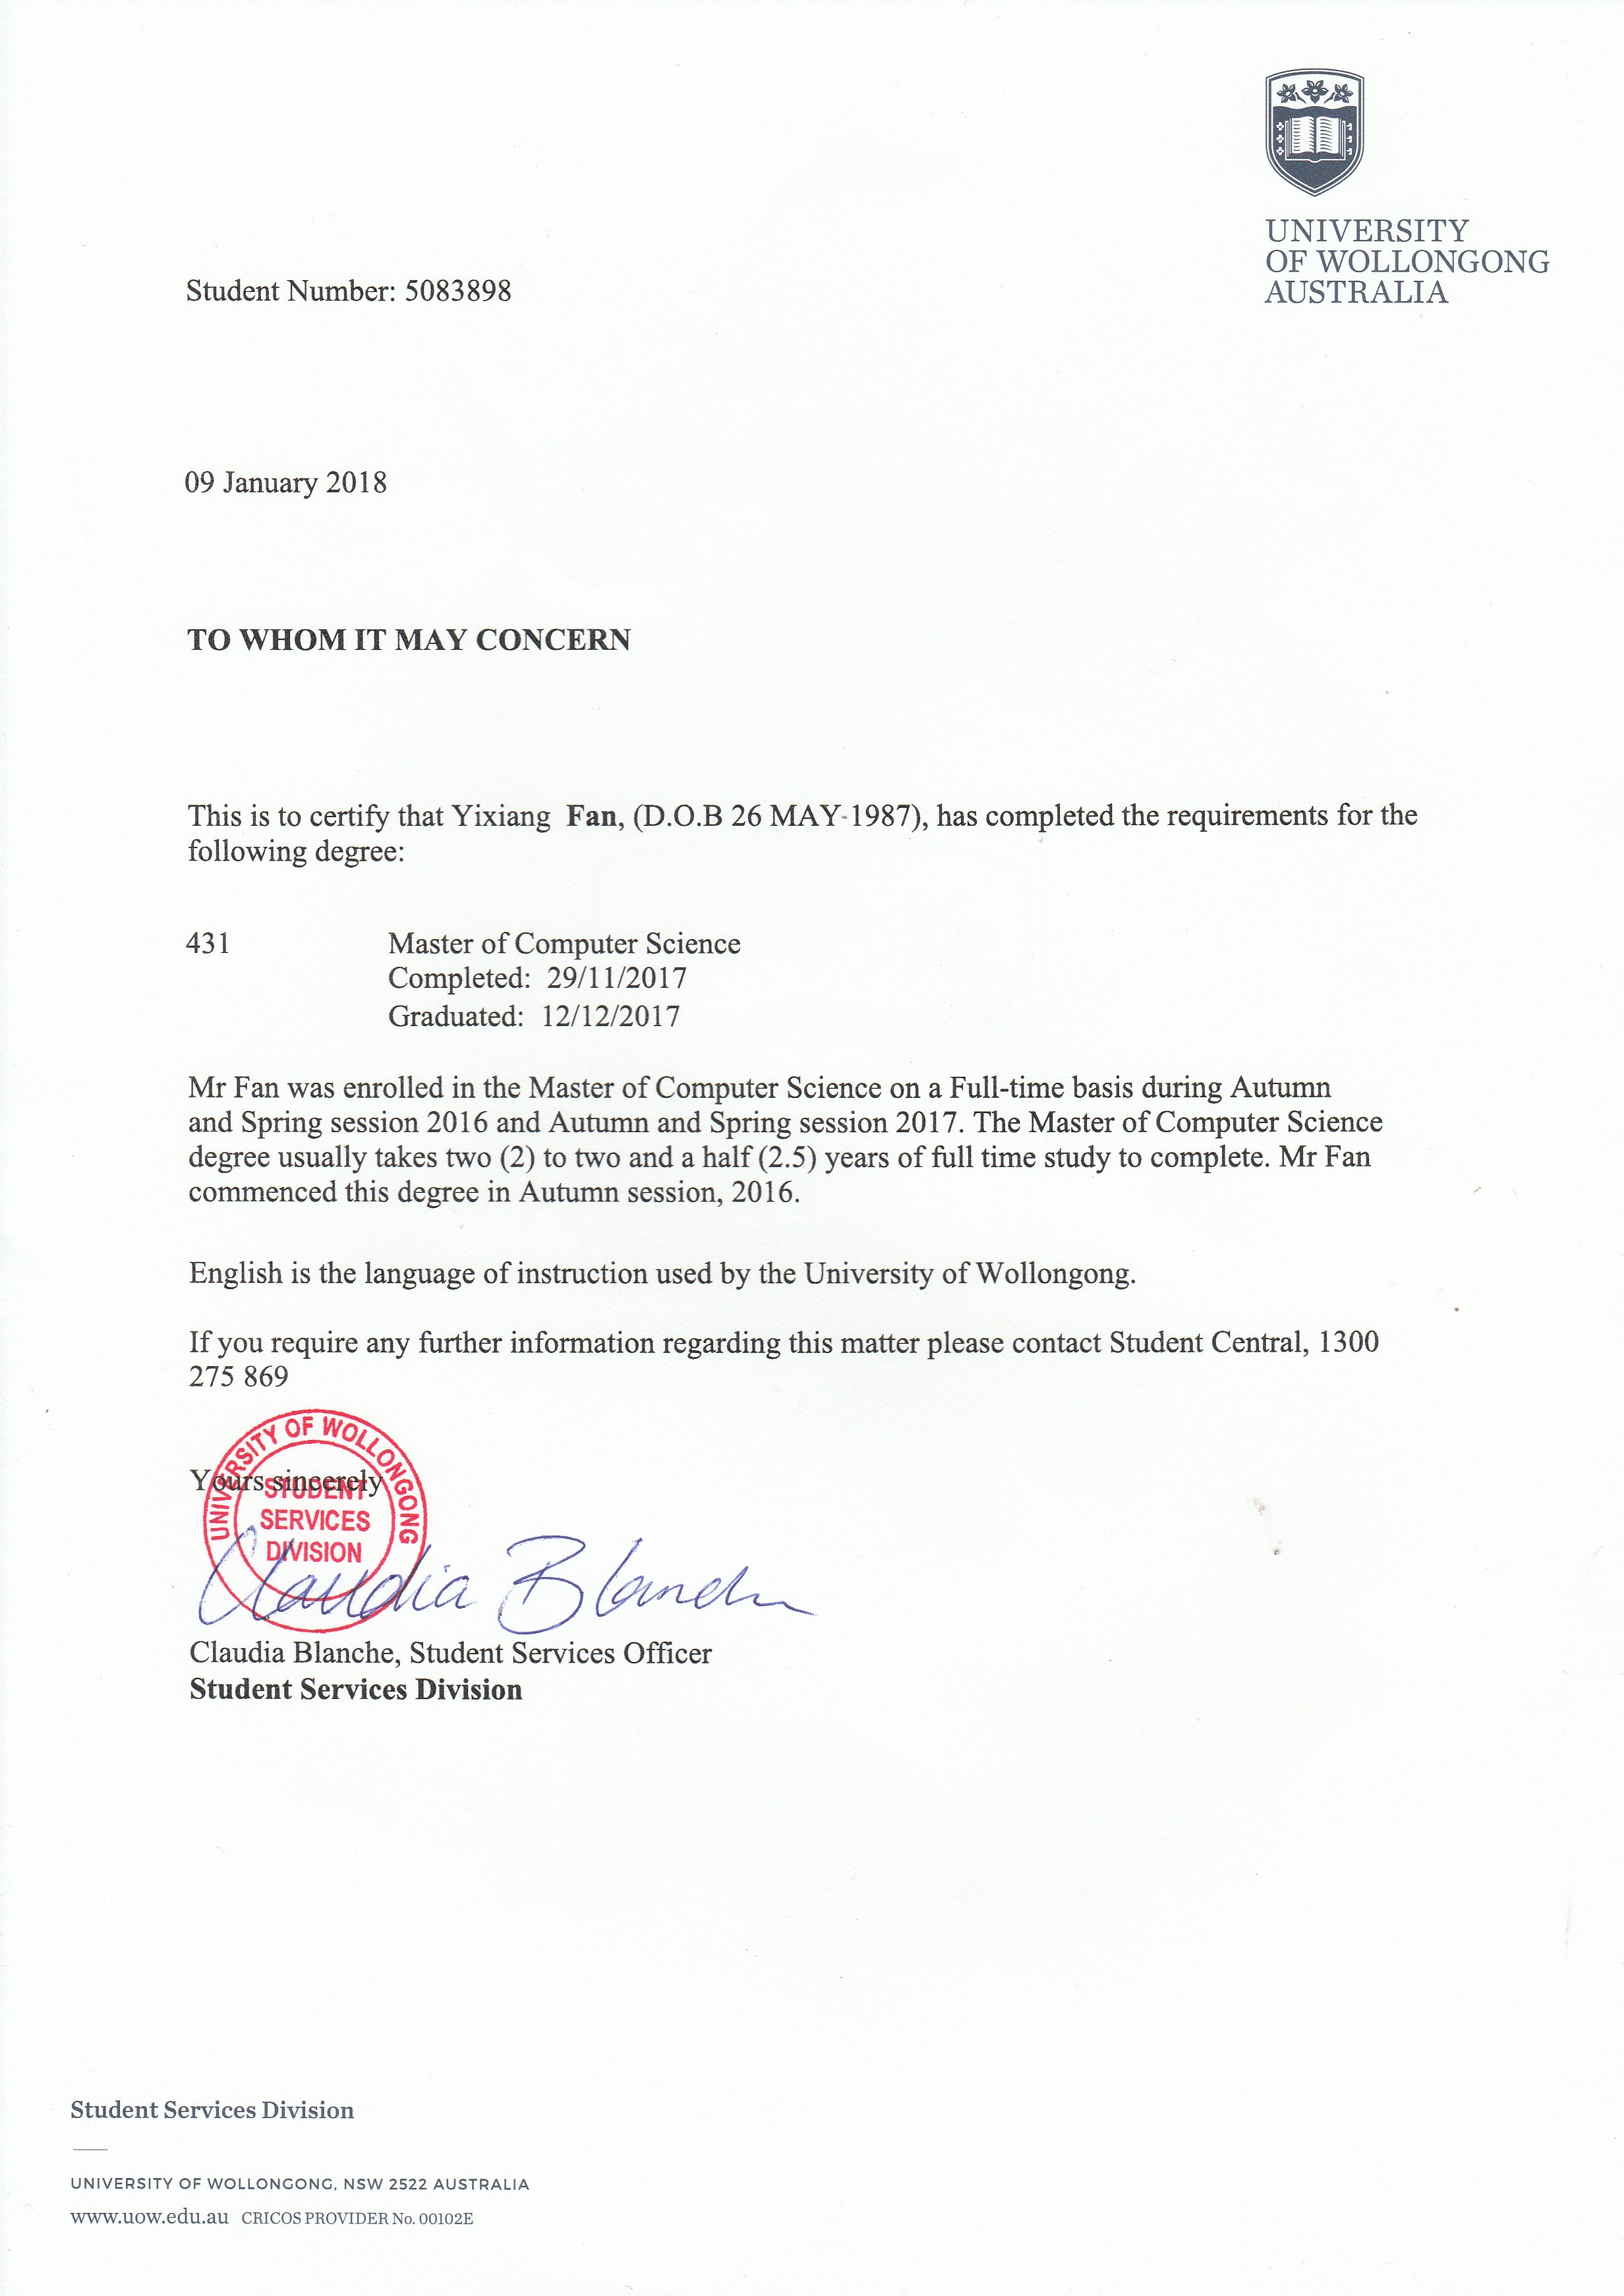 UNIVERSITY
OF WOLLONGONG
AUSTRALIA
Student Number: 5083898
09 January 2018
TO WHOM IT MAY CONCERN
This is to certify that Yixiang  Fan, (D.O.B 26 MAY-1987), has completed the requirements for the
following degree:
431 Master of Computer Science
Completed: 29/11/2017
Graduated: 12/12/2017
Mr Fan was enrolled in the Master of Computer Science on a Full-time basis during Autumn
and Spring session 2016 and Autumn and Spring session 2017. The Master of Computer Science
degree usually takes two (2) to two and a half (2.5) years of full time study to complete. Mr Fan
commenced this degree in Autumn session, 2016.
English is the language of instruction used by the University of Wollongong.
If you require any further information regarding this matter please contact Student Central, 1300
275 869
Yours sincerely
UNIVERSITY OF WOLLONGONG
STUDENT
SERVICES
DIVISION
Claudia Blanche
Claudia Blanche, Student Services Officer
Student Services Division
Student Services Division
UNIVERSITY OF WOLLONGONG, NSW 2522 AUSTRALIA
www.uow.edu.au CRICOS PROVIDER No. 00102E